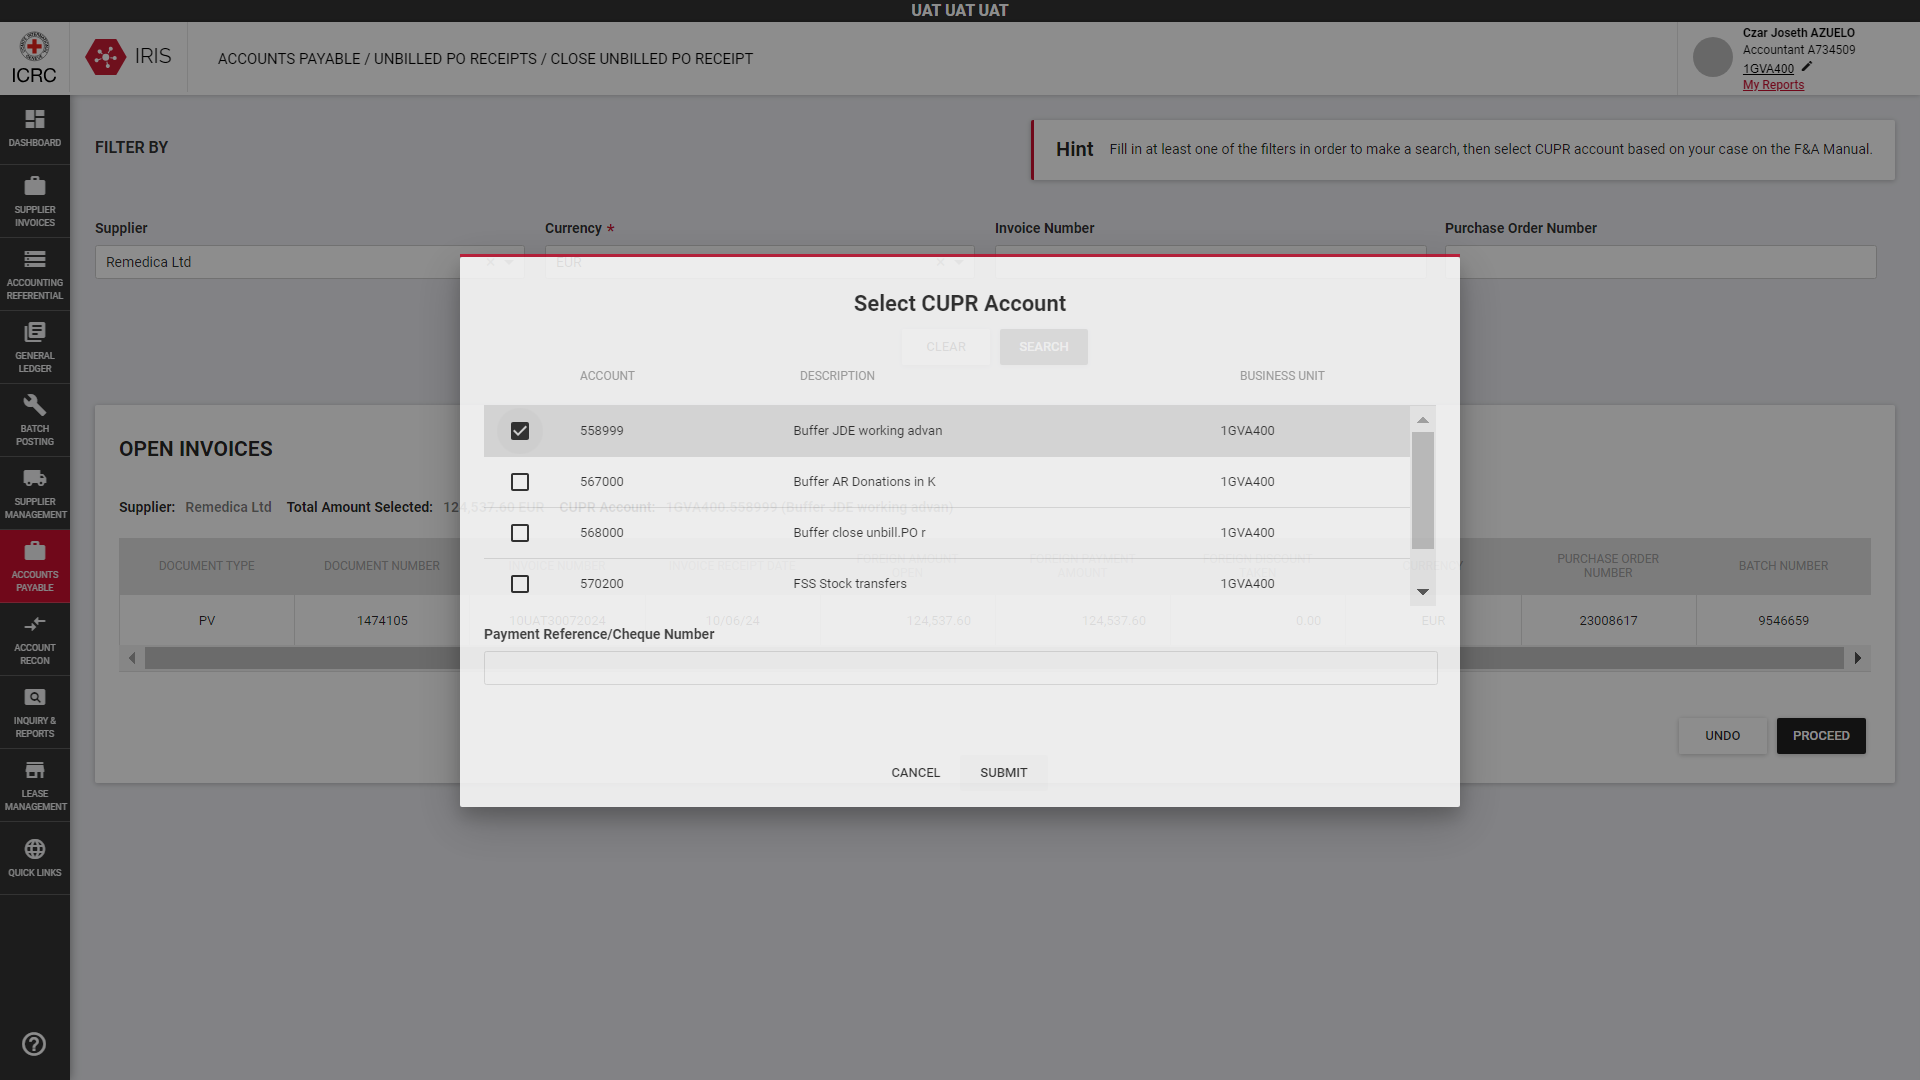 UAT UAT UAT
ICRC
IRIS
ACCOUNTS PAYABLE / UNBILLED PO RECEIPTS / CLOSE UNBILLED PO RECEIPT
Czar Joseth AZUELO
Accountant A734509
1GVA400
My Reports
DASHBOARD
SUPPLIER
INVOICES
ACCOUNTING
REFERENTIAL
GENERAL
LEDGER
BATCH
POSTING
SUPPLIER
MANAGEMENT
ACCOUNTS
PAYABLE
ACCOUNT
RECON
INQUIRY &
REPORTS
LEASE
MANAGEMENT
QUICK LINKS
FILTER BY
Hint Fill in at least one of the filters in order to make a search, then select CUPR account based on your case on the F&A Manual.
Supplier Currency * Invoice Number Purchase Order Number
Remedica Ltd EUR
Select CUPR Account
CLEAR SEARCH
ACCOUNT DESCRIPTION BUSINESS UNIT
558999 Buffer JDE working advan 1GVA400
567000 Buffer AR Donations in K 1GVA400
568000 Buffer close unbill.PO r 1GVA400
570200 FSS Stock transfers 1GVA400
Payment Reference/Cheque Number
CANCEL SUBMIT
OPEN INVOICES
Supplier: Remedica Ltd Total Amount Selected: 124,537.60 EUR CUPR Account: 1GVA400.558999 (Buffer JDE working advan)
DOCUMENT TYPE DOCUMENT NUMBER INVOICE NUMBER INVOICE RECEIPT DATE FOREIGN AMOUNT OPEN FOREIGN PAYMENT AMOUNT FOREIGN DISCOUNT TAKEN CURRENCY PURCHASE ORDER NUMBER BATCH NUMBER
PV 1474105 10UAT30072024 10/06/24 124,537.60 124,537.60 0.00 EUR 23008617 9546659
UNDO PROCEED